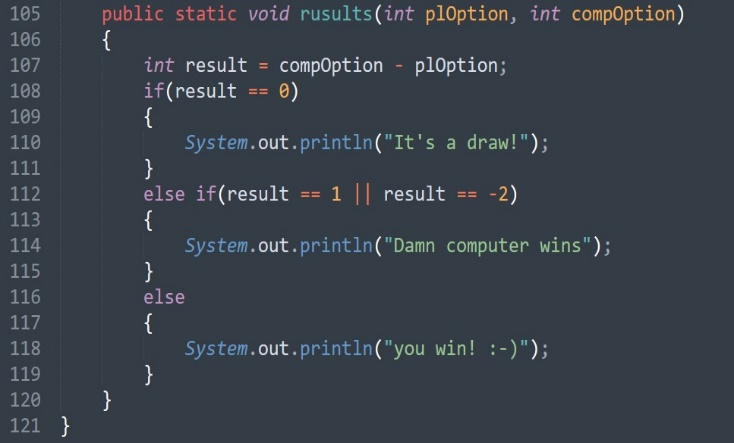 105 public static void rusults(int plOption, int compOption)
106 {
107 int result = compOption - plOption;
108 if(result == 0)
109 {
110 System.out.println("It's a draw!");
111 }
112 else if(result == 1 || result == -2)
113 {
114 System.out.println("Damn computer wins");
115 }
116 else
117 {
118 System.out.println("you win! :-)");
119 }
120 }
121 }